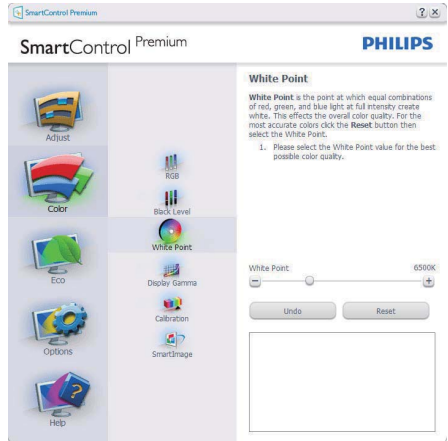 SmartControl Premium
SmartControl Premium
PHILIPS
Adjust
Color
Eco
Options
Help
RGB
Black Level
White Point
Display Gamma
Calibration
SmartImage
White Point
White Point is the point at which equal combinations
of red, green, and blue light at full intensity create
white. This effects the overall color quality. For the
most accurate colors click the Reset button then
select the White Point.
1. Please select the White Point value for the best
possible color quality.
White Point 6500K
Undo Reset